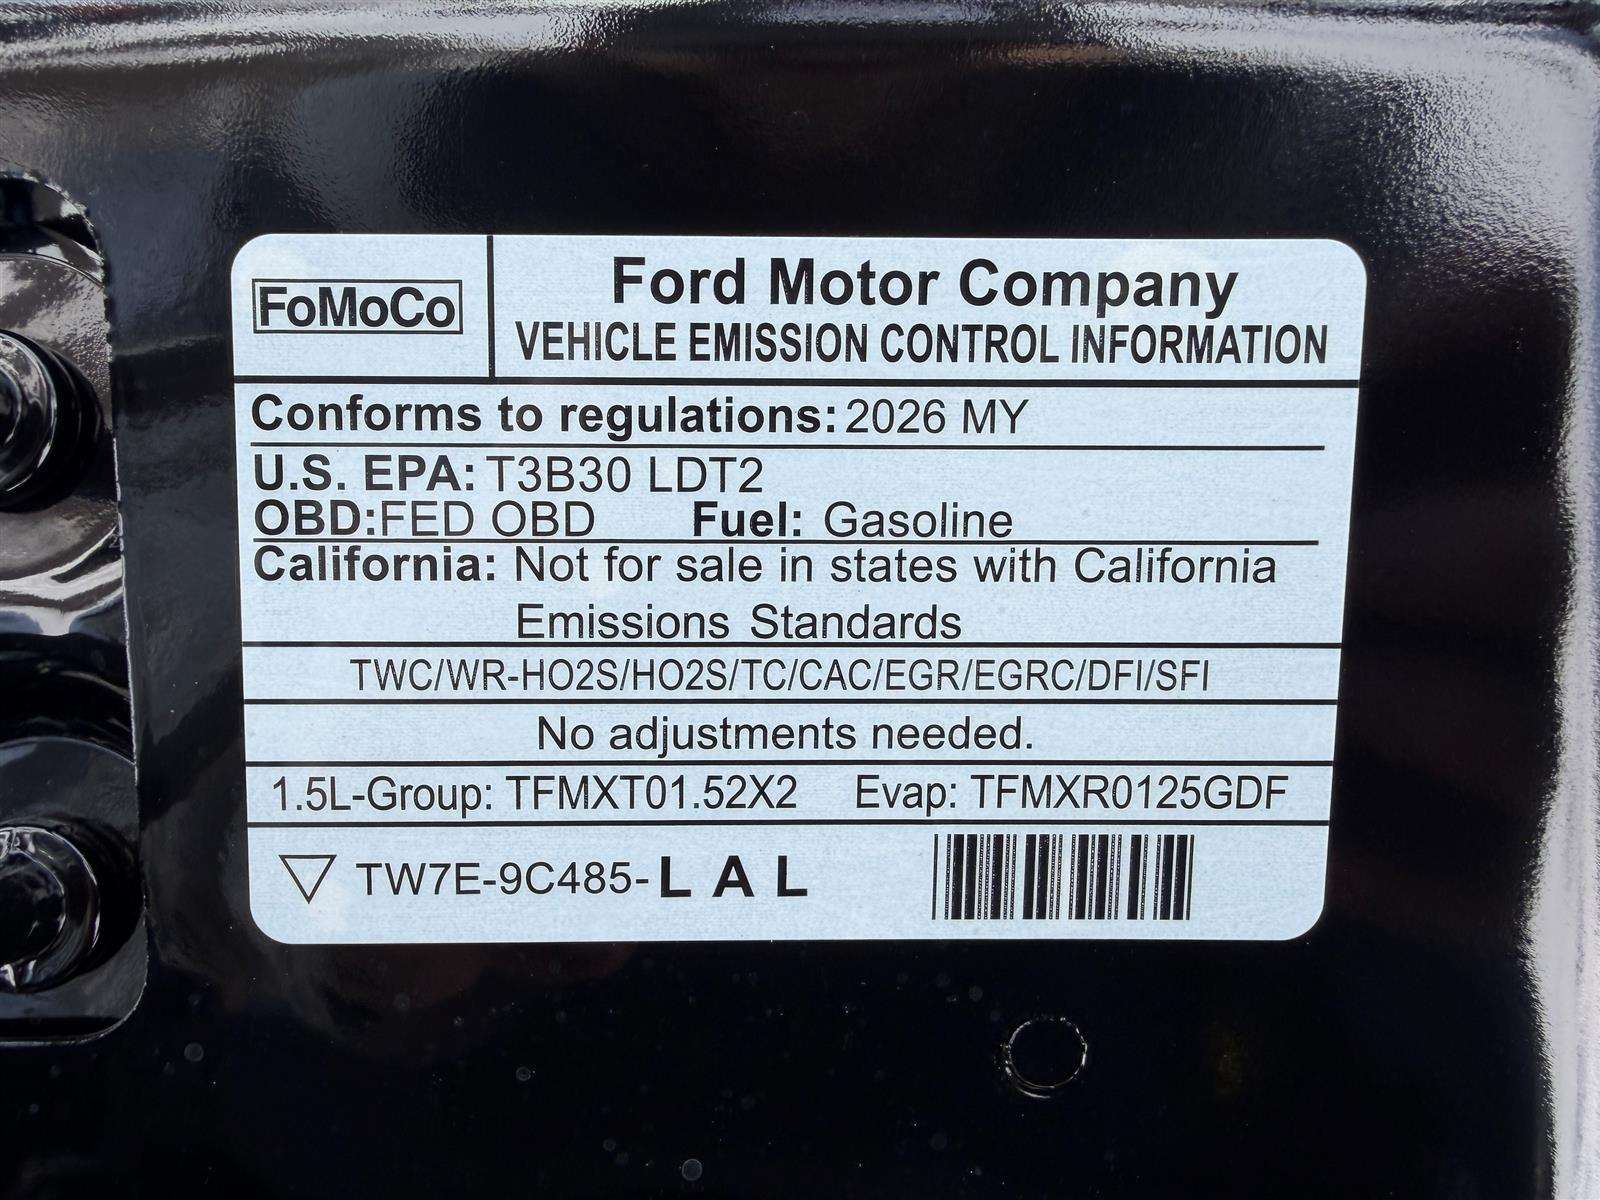 FoMoCo
Ford Motor Company
VEHICLE EMISSION CONTROL INFORMATION
Conforms to regulations: 2026 MY
U.S. EPA: T3B30 LDT2
OBD:FED OBD Fuel: Gasoline
California: Not for sale in states with California
Emissions Standards
TWC/WR-HO2S/HO2S/TC/CAC/EGR/EGRC/DFI/SFI
No adjustments needed.
1.5L-Group: TFMXT01.52X2 Evap: TFMXR0125GDF
TW7E-9C485-L A L